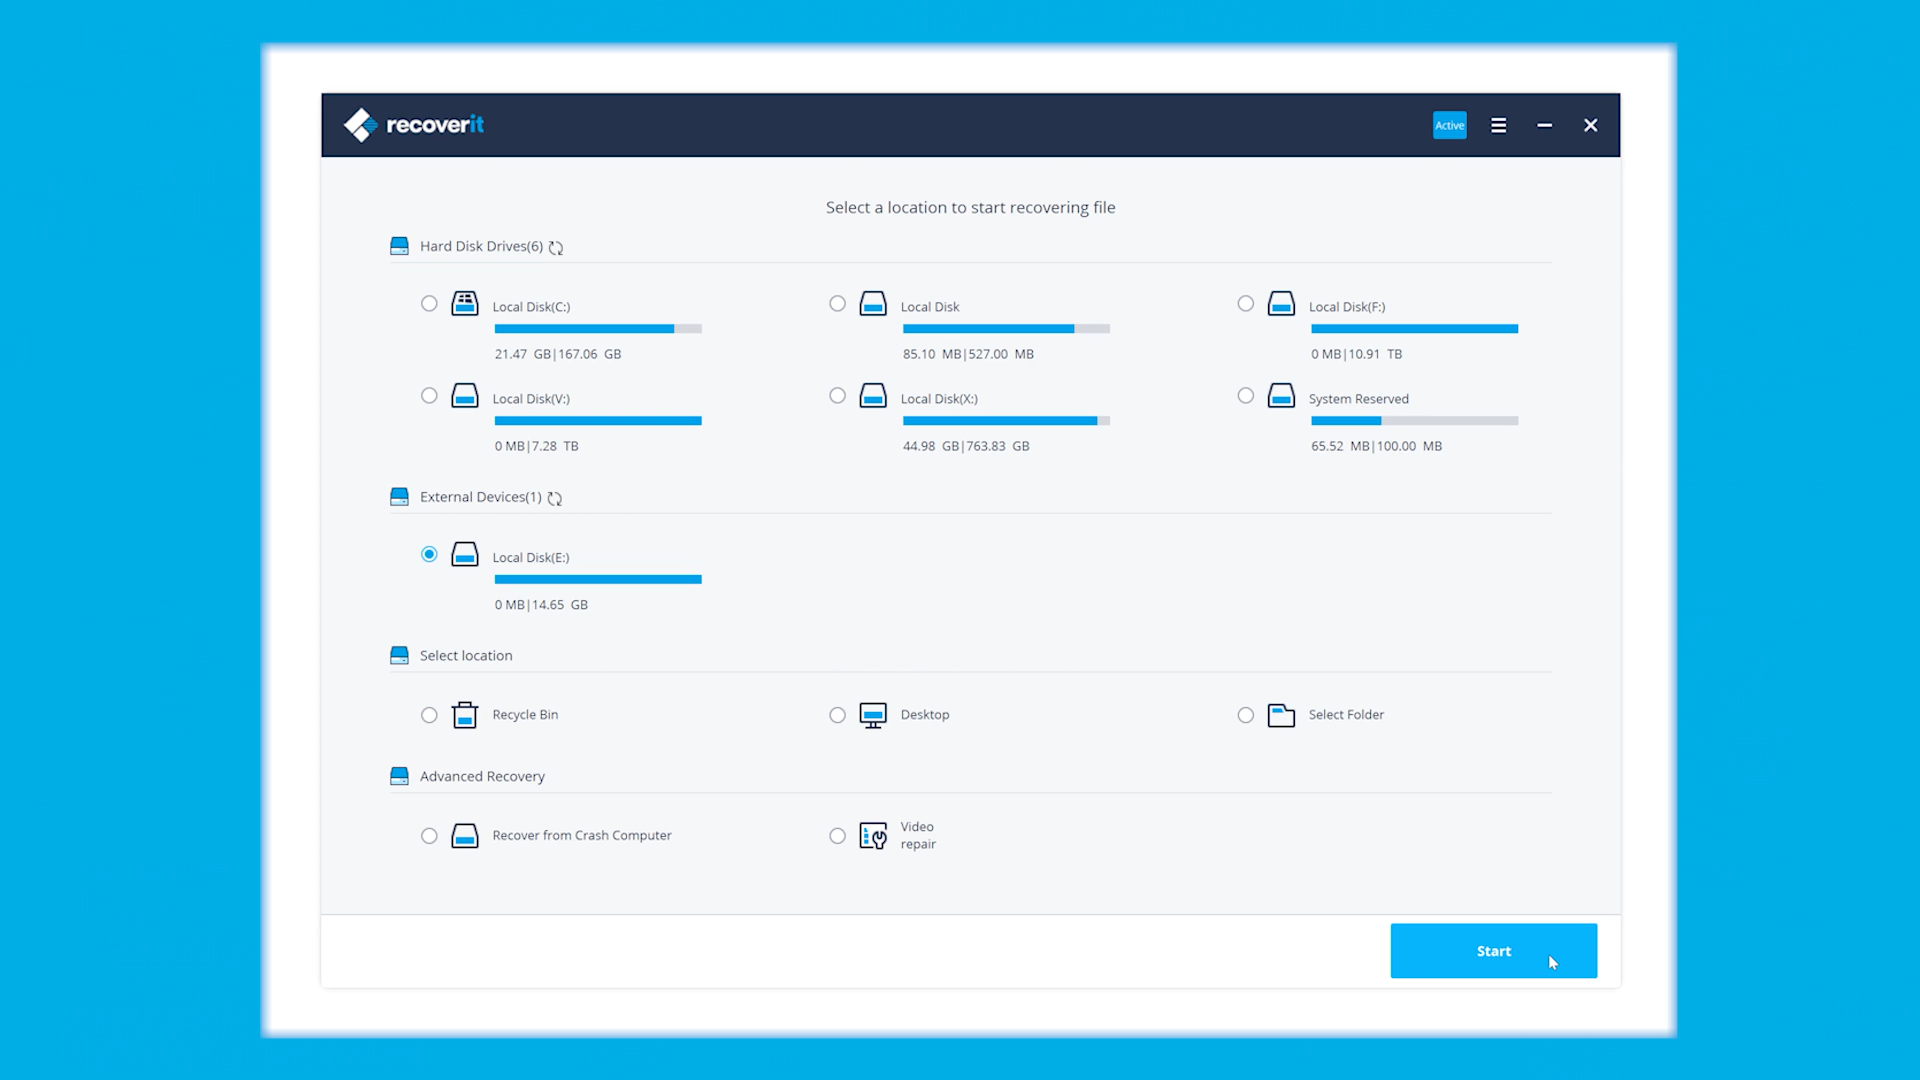 recoverit
Active
Select a location to start recovering file
Hard Disk Drives(6)
Local Disk(C:)
21.47 GB|167.06 GB
Local Disk
85.10 MB|527.00 MB
Local Disk(F:)
0 MB|10.91 TB
Local Disk(V:)
0 MB|7.28 TB
Local Disk(X:)
44.98 GB|763.83 GB
System Reserved
65.52 MB|100.00 MB
External Devices(1)
Local Disk(E:)
0 MB|14.65 GB
Select location
Recycle Bin
Desktop
Select Folder
Advanced Recovery
Recover from Crash Computer
Video
repair
Start